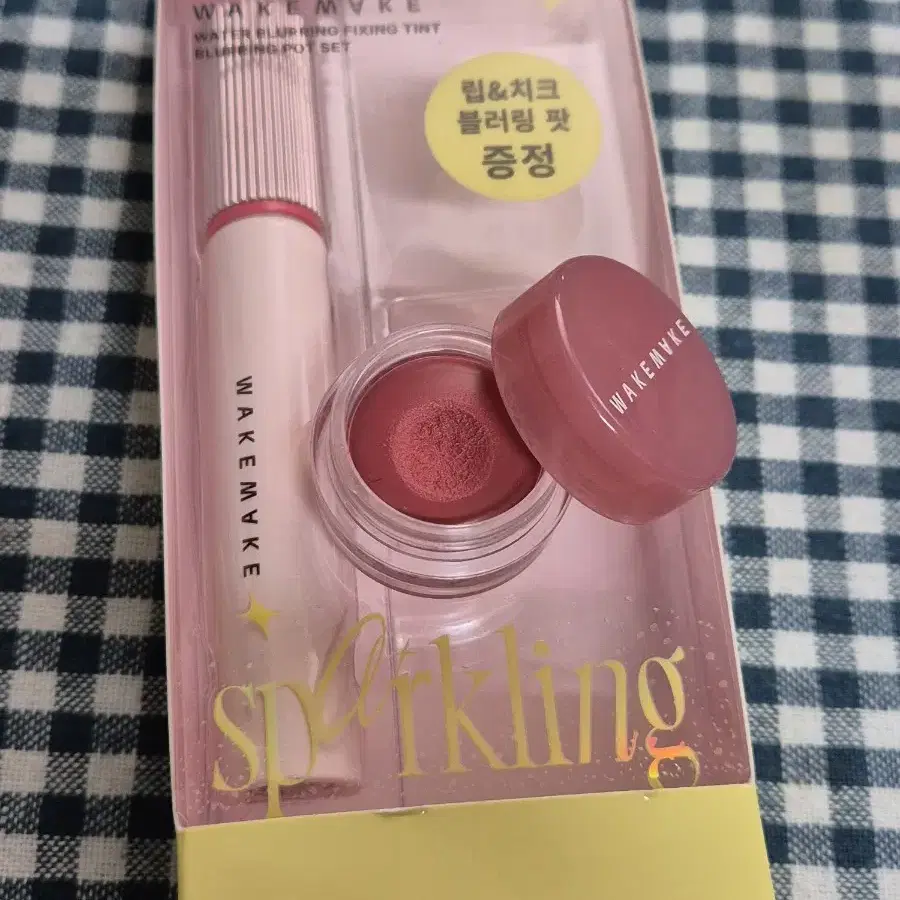 WAKEMAKE
WATER BLURRING FIXING TINT
BLURRING POT SET
립&치크
블러링 팟
증정
WAKEMAKE
WAKEMAKE
sparkling